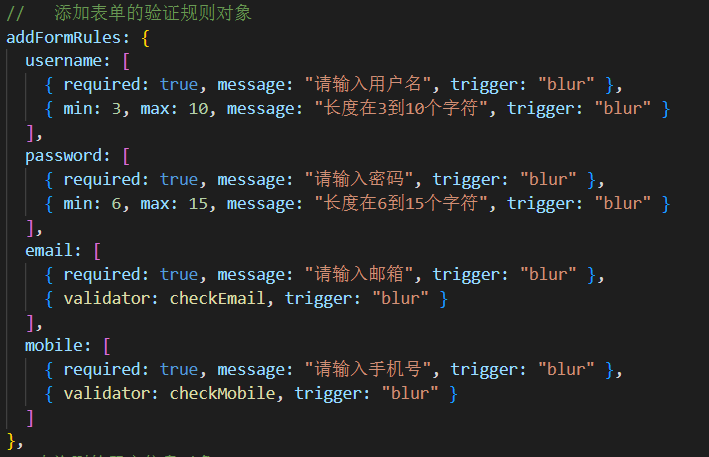 //   添加表单的验证规则对象
addFormRules: {
  username: [
    { required: true, message: "请输入用户名", trigger: "blur" },
    { min: 3, max: 10, message: "长度在3到10个字符", trigger: "blur" }
  ],
  password: [
    { required: true, message: "请输入密码", trigger: "blur" },
    { min: 6, max: 15, message: "长度在6到15个字符", trigger: "blur" }
  ],
  email: [
    { required: true, message: "请输入邮箱", trigger: "blur" },
    { validator: checkEmail, trigger: "blur" }
  ],
  mobile: [
    { required: true, message: "请输入手机号", trigger: "blur" },
    { validator: checkMobile, trigger: "blur" }
  ]
},